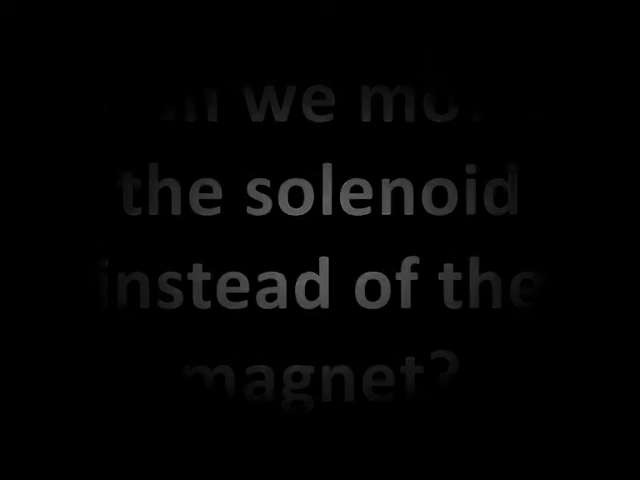 we
the solenoid
instead of the
magnet?